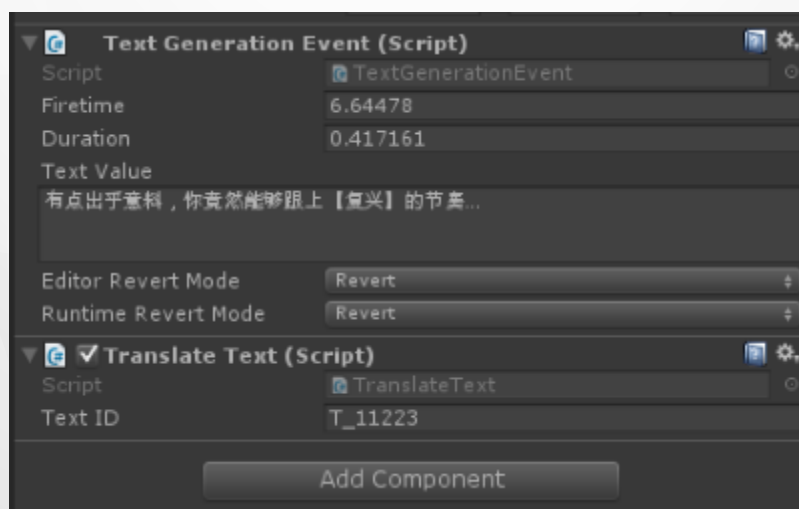 Text Generation Event (Script)
Script TextGenerationEvent
Firetime 6.64478
Duration 0.417161
Text Value
有点出乎意料，你竟然能够跟上【复兴】的节奏...
Editor Revert Mode Revert
Runtime Revert Mode Revert
Translate Text (Script)
Script TranslateText
Text ID T_11223
Add Component